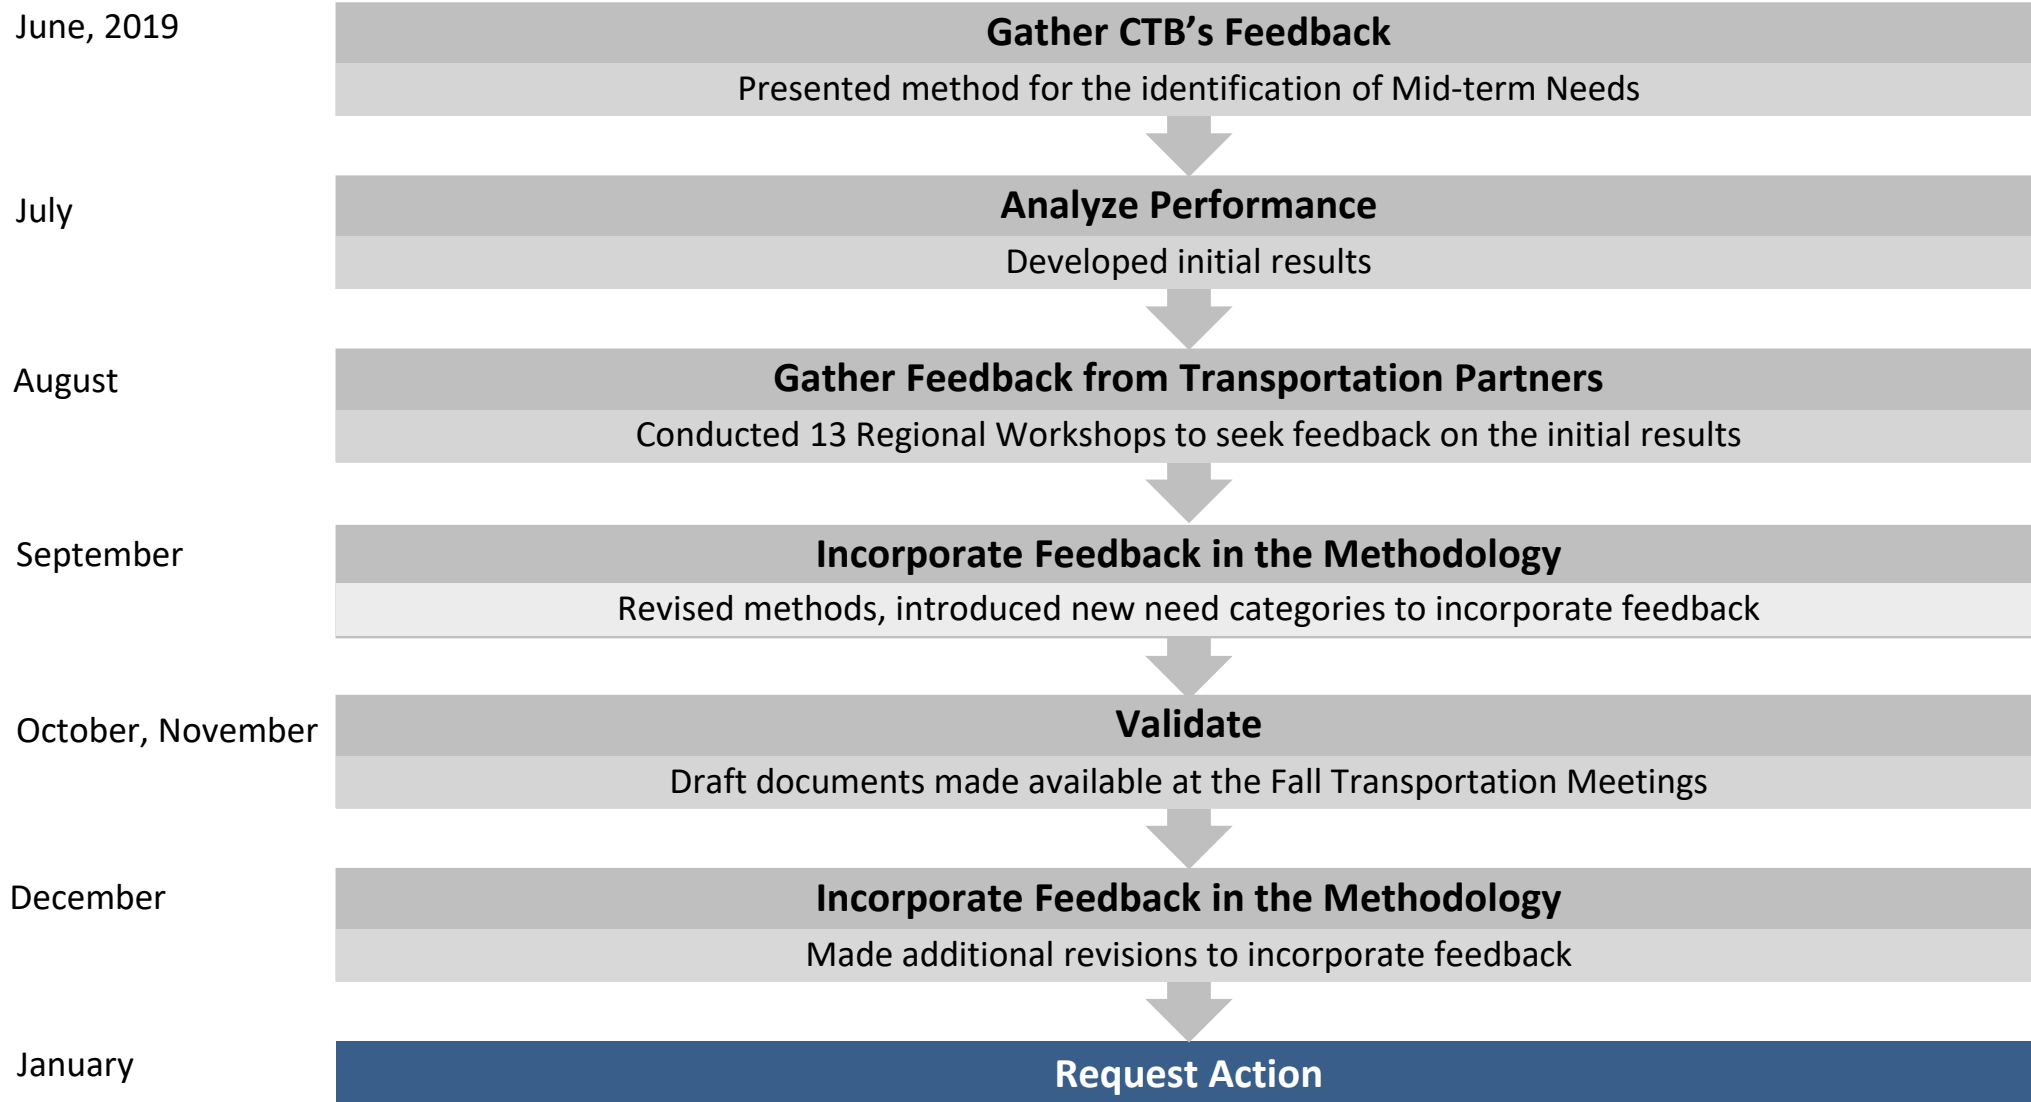 June, 2019
Gather CTB’s Feedback
Presented method for the identification of Mid-term Needs
July
Analyze Performance
Developed initial results
August
Gather Feedback from Transportation Partners
Conducted 13 Regional Workshops to seek feedback on the initial results
September
Incorporate Feedback in the Methodology
Revised methods, introduced new need categories to incorporate feedback
October, November
Validate
Draft documents made available at the Fall Transportation Meetings
December
Incorporate Feedback in the Methodology
Made additional revisions to incorporate feedback
January
Request Action